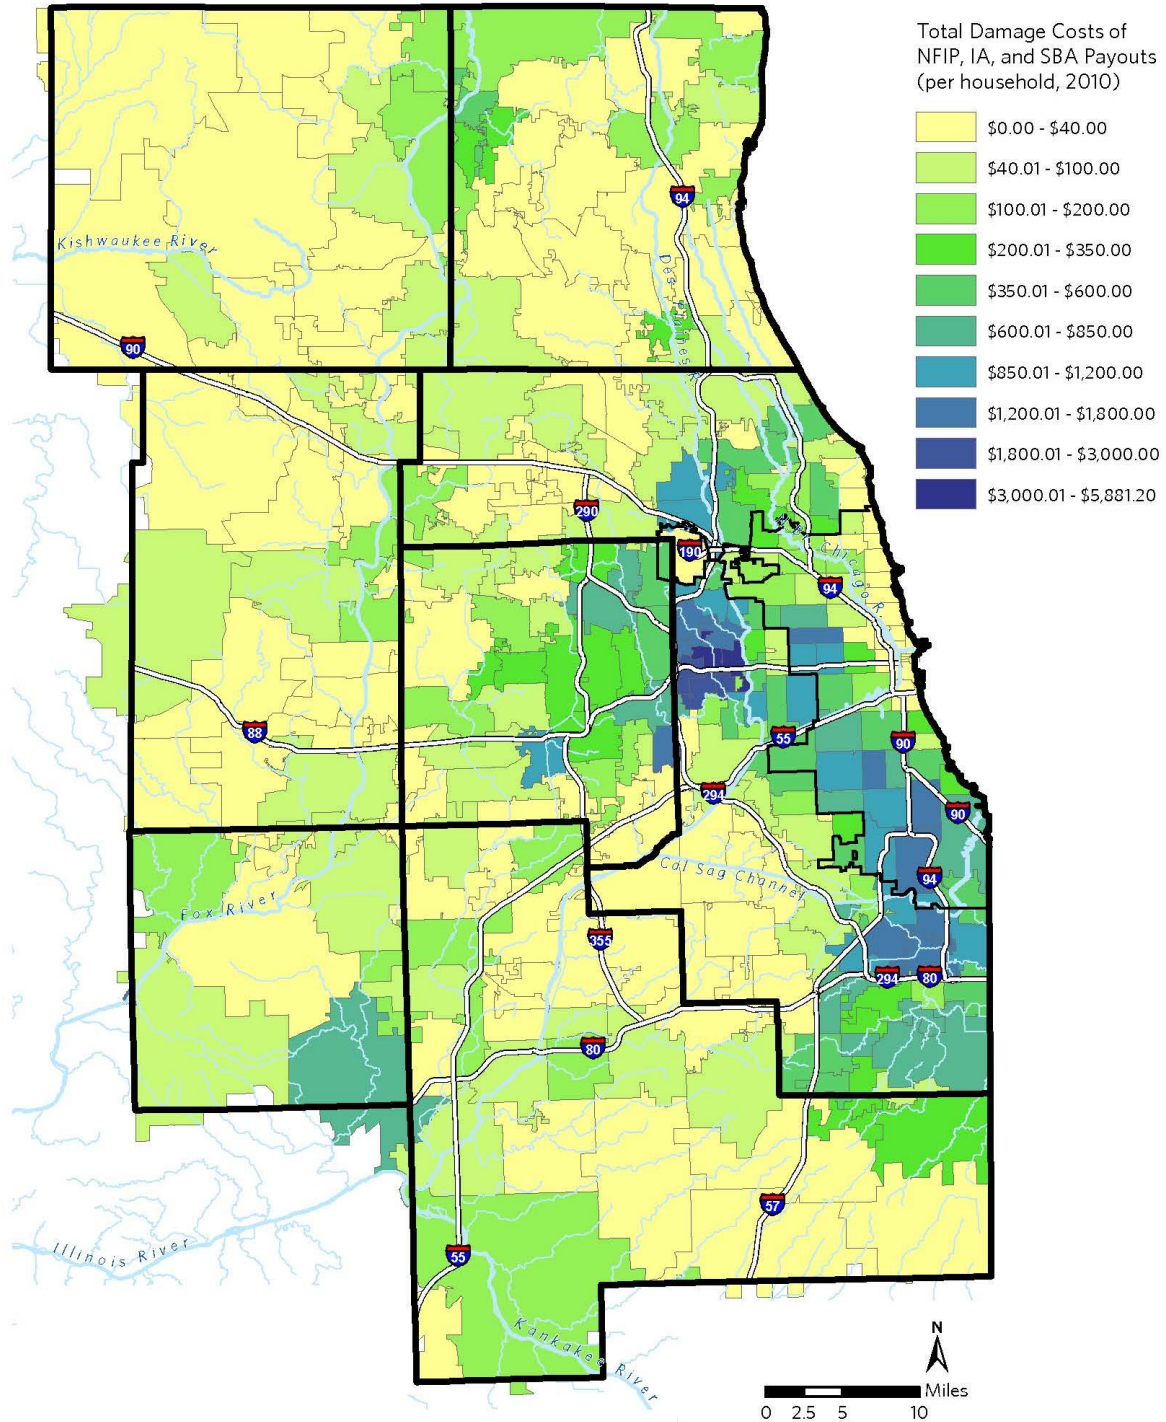 Total Damage Costs of
NFIP, IA, and SBA Payouts
(per household, 2010)
$0.00 - $40.00
$40.01 - $100.00
$100.01 - $200.00
$200.01 - $350.00
$350.01 - $600.00
$600.01 - $850.00
$850.01 - $1,200.00
$1,200.01 - $1,800.00
$1,800.01 - $3,000.00
$3,000.01 - $5,881.20
94
Kishwaukee River
Des Plaines R
90
290
190
Chicago R
94
88
55
90
294
90
Cal Sag Channel
94
Fox River
355
294
80
80
57
Illinois River
55
Kankakee River
N
Miles
0 2.5 5 10